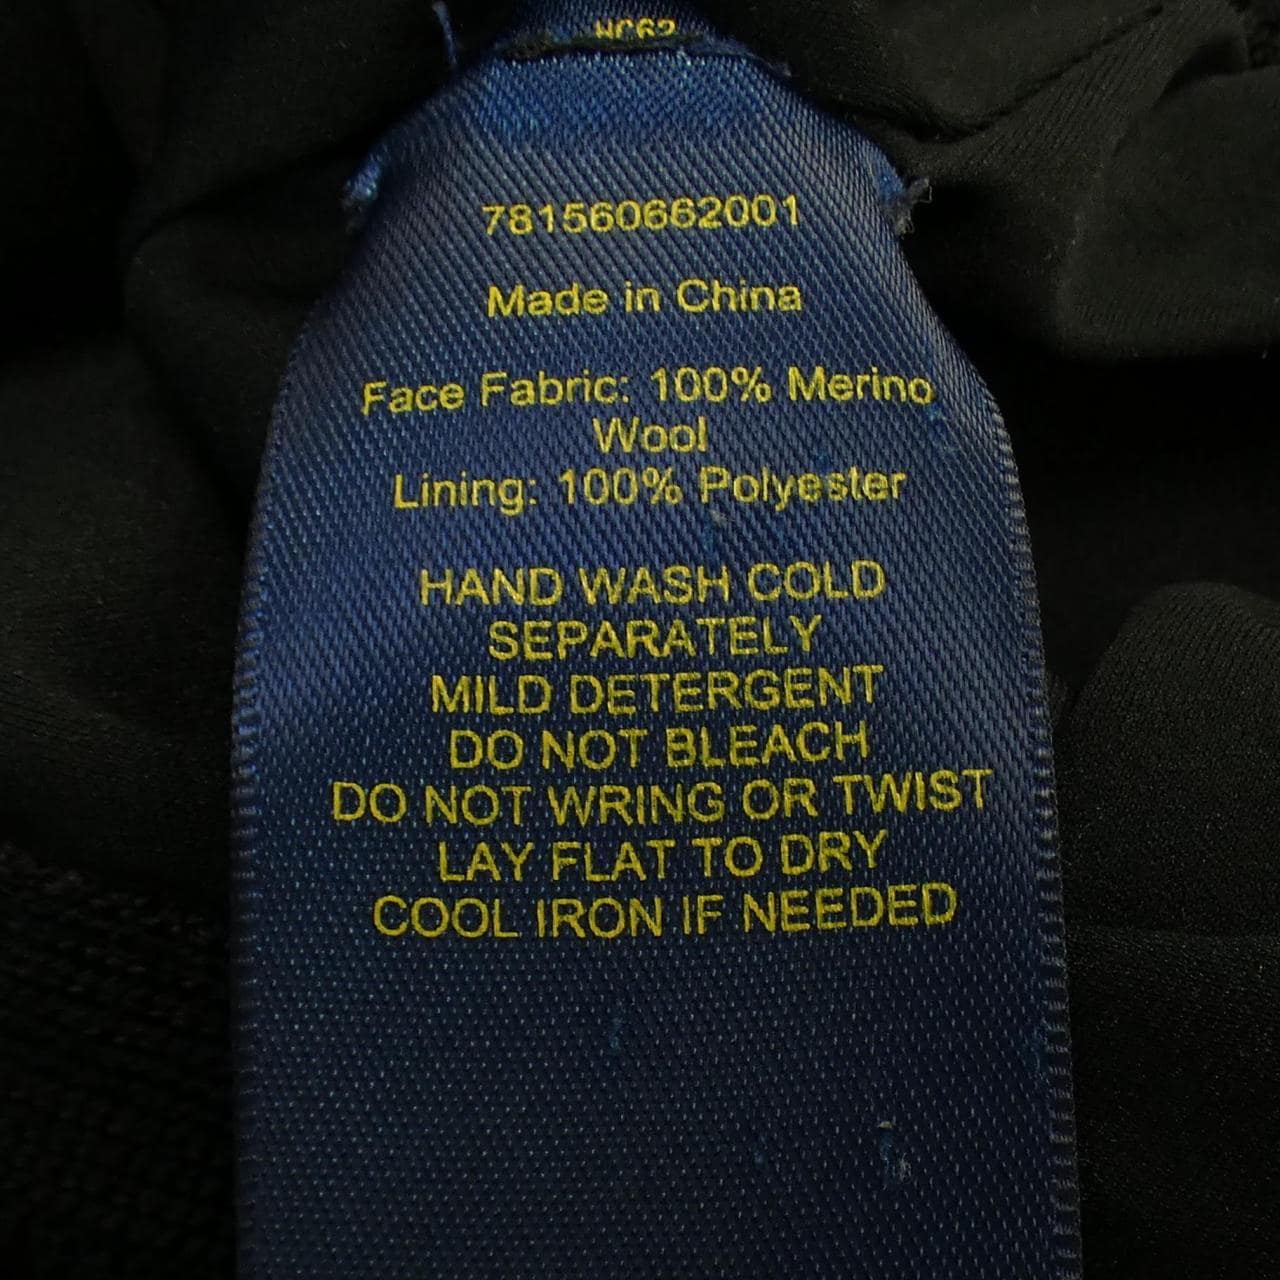 781560662001
Made in China
Face Fabric: 100% Merino
Wool
Lining: 100% Polyester
HAND WASH COLD
SEPARATELY
MILD DETERGENT
DO NOT BLEACH
DO NOT WRING OR TWIST
LAY FLAT TO DRY
COOL IRON IF NEEDED